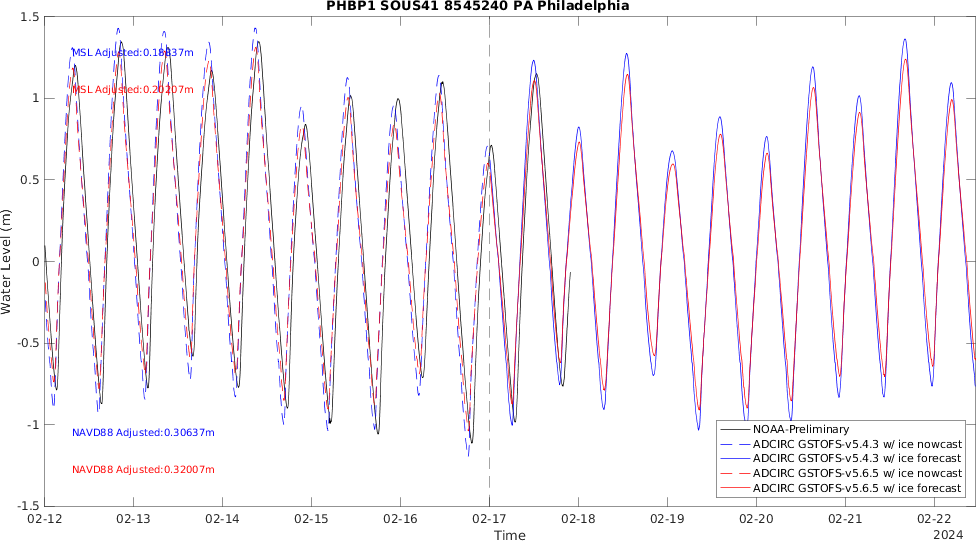 PHBP1 SOUS41 8545240 PA Philadelphia
1.5
MSL Adjusted:0.18637m
MSL Adjusted:0.20207m
1
0.5
0
-0.5
-1
-1.5
Water Level (m)
NAVD88 Adjusted:0.30637m
NAVD88 Adjusted:0.32007m
NOAA-Preliminary
ADCIRC GSTOFS-v5.4.3 w/ ice nowcast
ADCIRC GSTOFS-v5.4.3 w/ ice forecast
ADCIRC GSTOFS-v5.6.5 w/ ice nowcast
ADCIRC GSTOFS-v5.6.5 w/ ice forecast
02-12 02-13 02-14 02-15 02-16 02-17 02-18 02-19 02-20 02-21 02-22
Time
2024